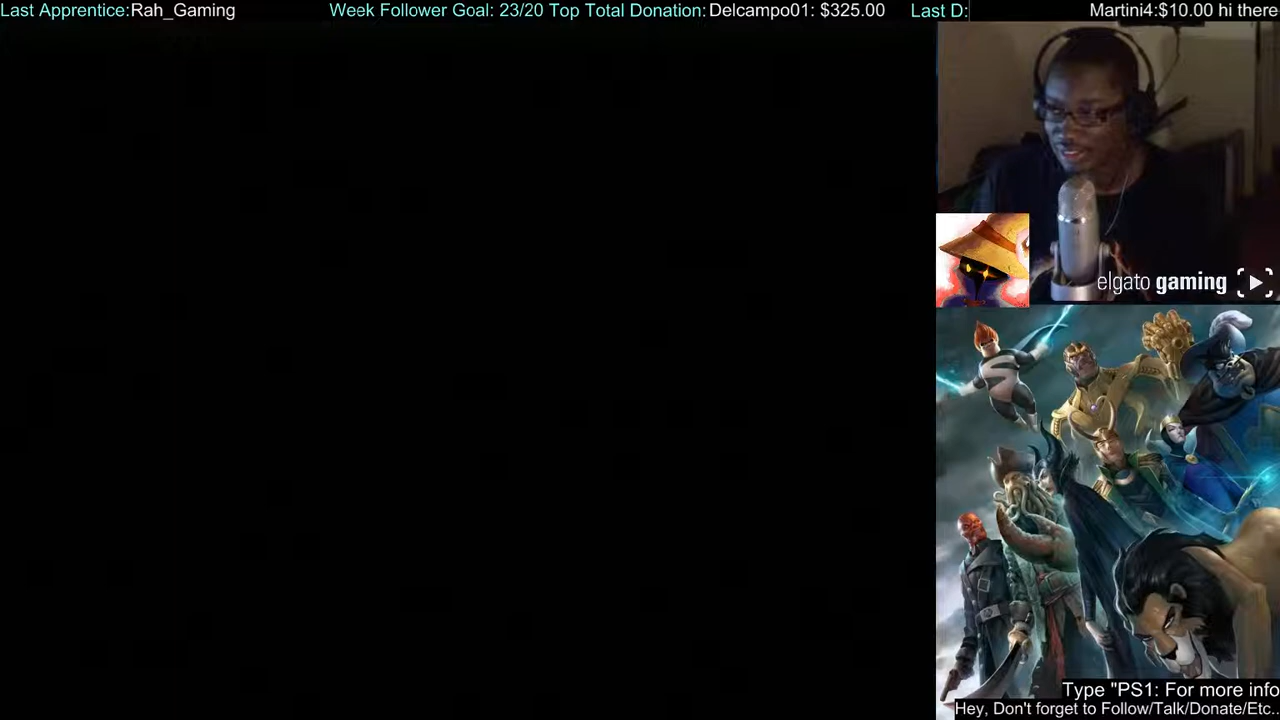 Last Apprentice:Rah_Gaming
Week Follower Goal: 23/20 Top Total Donation:Delcampo01: $325.00
Last D:
Martini4:$10.00 hi there
elgato gaming
Type "PS1: For more info
Hey, Don't forget to Follow/Talk/Donate/Etc..